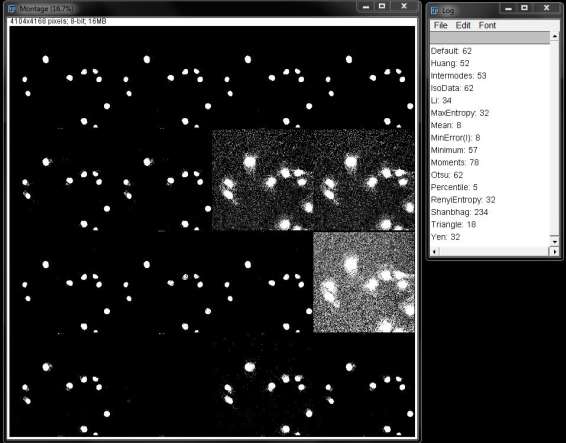 Montage (16.7%)
4104x4168 pixels; 8-bit; 16MB
Log
File Edit Font
Default: 62
Huang: 52
Intermodes: 53
IsoData: 62
Li: 34
MaxEntropy: 32
Mean: 8
MinError(I): 8
Minimum: 57
Moments: 78
Otsu: 62
Percentile: 5
RenyiEntropy: 32
Shanbhag: 234
Triangle: 18
Yen: 32